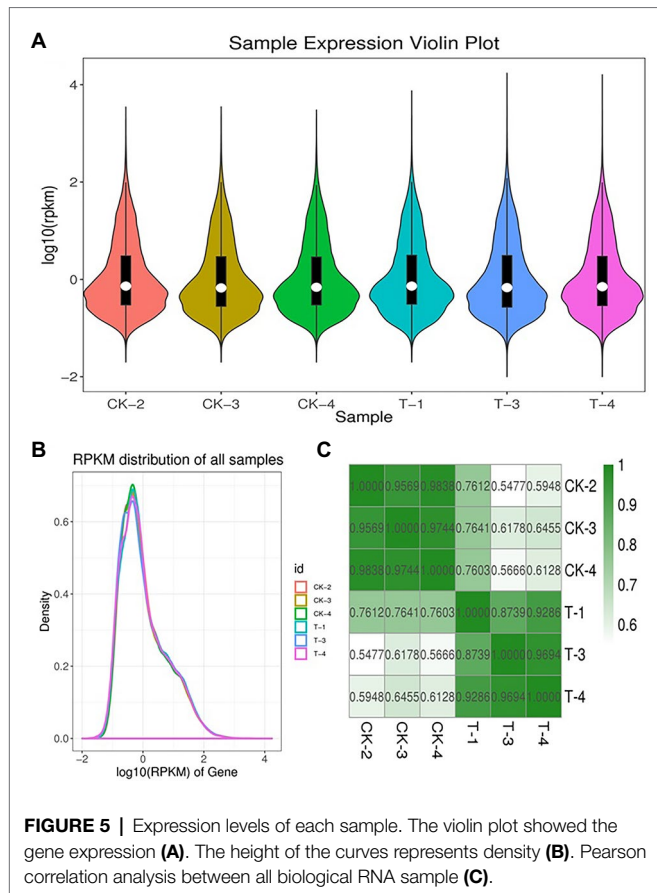 A
Sample Expression Violin Plot
log10(rpkm)
4
2
0
−2
CK−2 CK−3 CK−4 T−1 T−3 T−4
Sample
B
RPKM distribution of all samples
Density
0.6
0.4
0.2
0.0
−2 0 2 4
log10(RPKM) of Gene
id
CK−2
CK−3
CK−4
T−1
T−3
T−4
C
1.0000 0.9569 0.9838 0.7612 0.5477 0.5948 CK-2
0.9569 1.0000 0.9744 0.7641 0.6178 0.6455 CK-3
0.9838 0.9744 1.0000 0.7603 0.5666 0.6128 CK-4
0.7612 0.7641 0.7603 1.0000 0.8739 0.9286 T-1
0.5477 0.6178 0.5666 0.8739 1.0000 0.9694 T-3
0.5948 0.6455 0.6128 0.9286 0.9694 1.0000 T-4
CK-2 CK-3 CK-4 T-1 T-3 T-4
1
0.9
0.8
0.7
0.6
FIGURE 5 | Expression levels of each sample. The violin plot showed the
gene expression (A). The height of the curves represents density (B). Pearson
correlation analysis between all biological RNA sample (C).